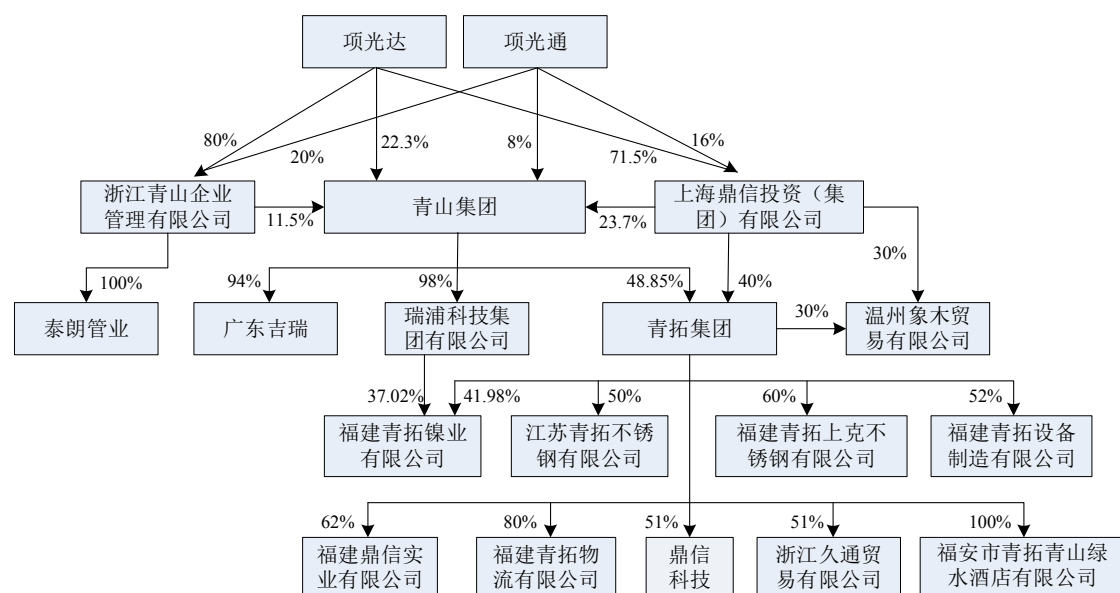 项光达
项光通
80%
20%
22.3%
8%
71.5%
16%
浙江青山企业
管理有限公司
11.5%
青山集团
23.7%
上海鼎信投资（集
团）有限公司
100%
94%
98%
48.85%
40%
30%
泰朗管业
广东吉瑞
瑞浦科技集
团有限公司
青拓集团
30%
温州象木贸
易有限公司
37.02%
41.98%
50%
60%
52%
福建青拓镍业
有限公司
江苏青拓不锈
钢有限公司
福建青拓上克不
锈钢有限公司
福建青拓设备
制造有限公司
62%
80%
51%
51%
100%
福建鼎信实
业有限公司
福建青拓物
流有限公司
鼎信
科技
浙江久通贸
易有限公司
福安市青拓青山绿
水酒店有限公司